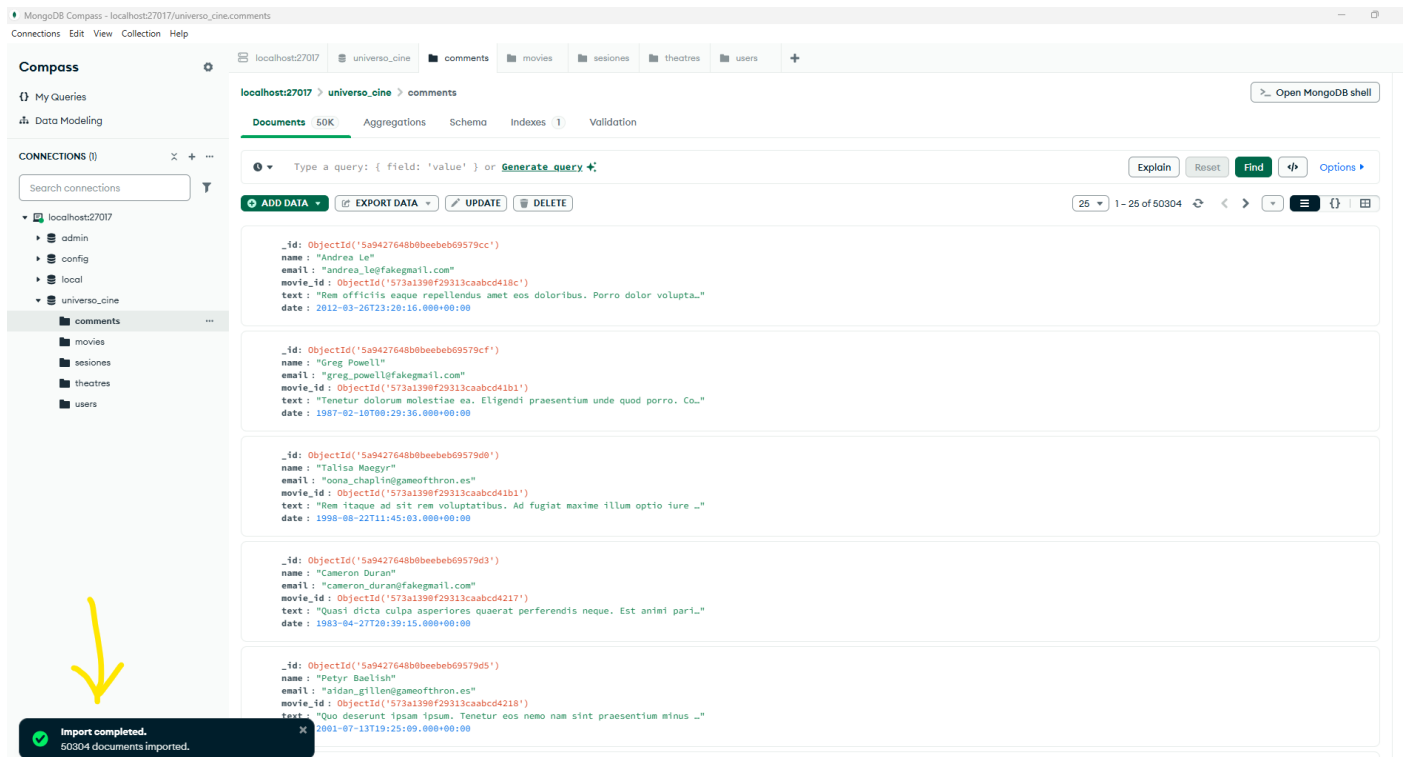 MongoDB Compass - localhost:27017/universo_cine.comments
Connections Edit View Collection Help
Compass
My Queries
Data Modeling
CONNECTIONS (1)
Search connections
localhost:27017
admin
config
local
universo_cine
comments
movies
sesiones
theatres
users
localhost:27017 universo_cine comments movies sesiones theatres users
localhost:27017 > universo_cine > comments
>_ Open MongoDB shell
Documents 50K Aggregations Schema Indexes 1 Validation
Type a query: { field: 'value' } or Generate query
Explain Reset Find </> Options
ADD DATA EXPORT DATA UPDATE DELETE
25 1 – 25 of 50304
_id: ObjectId('5a9427648b0beebeb69579cc')
name : "Andrea Le"
email : "andrea_le@fakegmail.com"
movie_id : ObjectId('573a1390f29313caabcd418c')
text : "Rem officiis eaque repellendus amet eos doloribus. Porro dolor volupta…"
date : 2012-03-26T23:20:16.000+00:00
_id: ObjectId('5a9427648b0beebeb69579cf')
name : "Greg Powell"
email : "greg_powell@fakegmail.com"
movie_id : ObjectId('573a1390f29313caabcd41b1')
text : "Tenetur dolorum molestiae ea. Eligendi praesentium unde quod porro. Co…"
date : 1987-02-10T00:29:36.000+00:00
_id: ObjectId('5a9427648b0beebeb69579d0')
name : "Talisa Maegyr"
email : "oona_chaplin@gameofthron.es"
movie_id : ObjectId('573a1390f29313caabcd41b1')
text : "Rem itaque ad sit rem voluptatibus. Ad fugiat maxime illum optio iure …"
date : 1998-08-22T11:45:03.000+00:00
_id: ObjectId('5a9427648b0beebeb69579d3')
name : "Cameron Duran"
email : "cameron_duran@fakegmail.com"
movie_id : ObjectId('573a1390f29313caabcd4217')
text : "Quasi dicta culpa asperiores quaerat perferendis neque. Est animi pari…"
date : 1983-04-27T20:39:15.000+00:00
_id: ObjectId('5a9427648b0beebeb69579d5')
name : "Petyr Baelish"
email : "aidan_gillen@gameofthron.es"
movie_id : ObjectId('573a1390f29313caabcd4218')
text : "Quo deserunt ipsam ipsum. Tenetur eos nemo nam sint praesentium minus …"
2001-07-13T19:25:09.000+00:00
Import completed.
50304 documents imported.